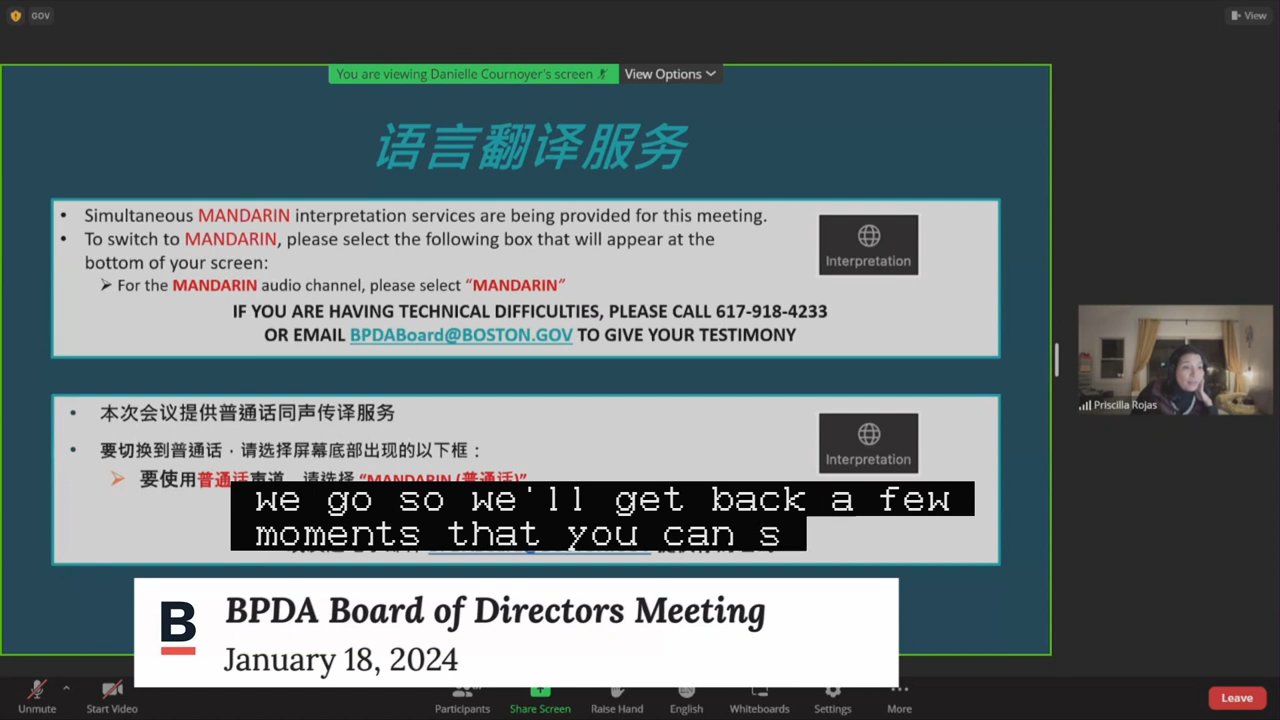 GOV
View
You are viewing Danielle Cournoyer's screen
View Options
语言翻译服务
• Simultaneous MANDARIN interpretation services are being provided for this meeting.
• To switch to MANDARIN, please select the following box that will appear at the
bottom of your screen:
➢ For the MANDARIN audio channel, please select “MANDARIN”
IF YOU ARE HAVING TECHNICAL DIFFICULTIES, PLEASE CALL 617-918-4233
OR EMAIL BPDABoard@BOSTON.GOV TO GIVE YOUR TESTIMONY
Interpretation
• 本次会议提供普通话同声传译服务
• 要切换到普通话，请选择屏幕底部出现的以下框：
➢ 要使用普通话声道，请选择 “MANDARIN (普通话)”
Interpretation
we go so we'll get back a few
moments that you can s
Priscilla Rojas
B
BPDA Board of Directors Meeting
January 18, 2024
Unmute
Start Video
Participants
Share Screen
Raise Hand
English
Whiteboards
Settings
More
Leave